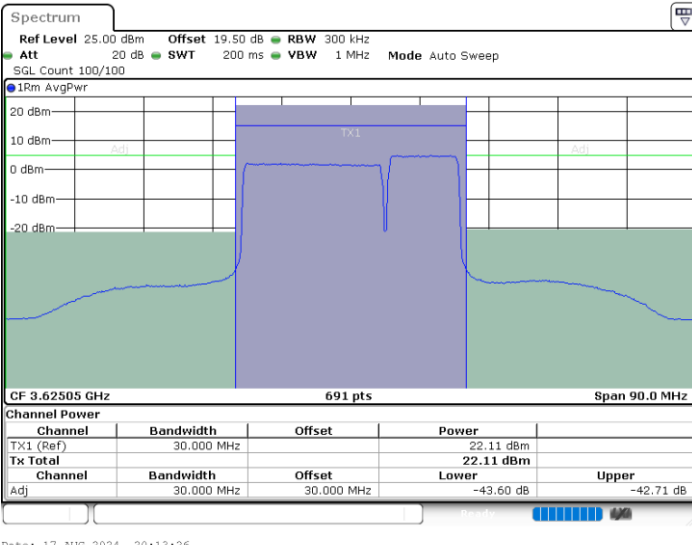 Spectrum
Ref Level 25.00 dBm Offset 19.50 dB RBW 300 kHz
Att 20 dB SWT 200 ms VBW 1 MHz Mode Auto Sweep
SGL Count 100/100
1Rm AvgPwr
20 dBm
TX1
10 dBm
Adj Adj
0 dBm
-10 dBm
-20 dBm
CF 3.62505 GHz 691 pts Span 90.0 MHz
Channel Power
Channel Bandwidth Offset Power
TX1 (Ref) 30.000 MHz 22.11 dBm
Tx Total 22.11 dBm
Channel Bandwidth Offset Lower Upper
Adj 30.000 MHz 30.000 MHz -43.60 dB -42.71 dB
Ready